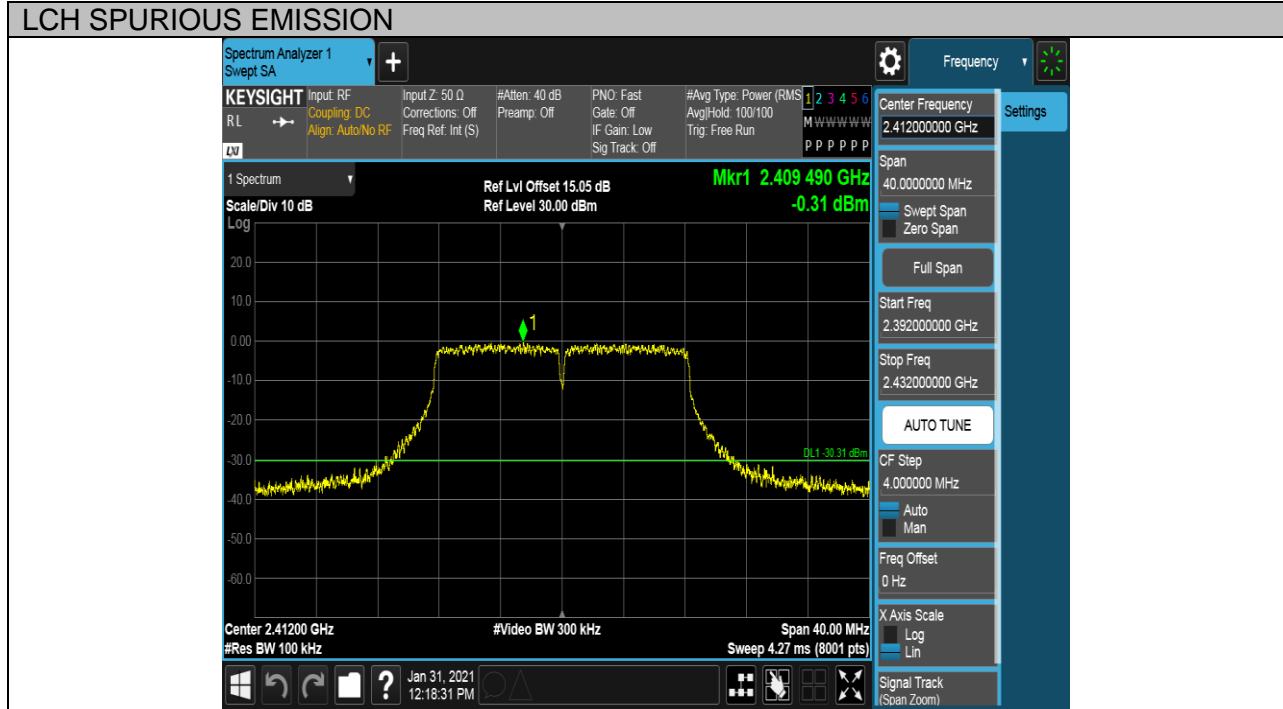 LCH SPURIOUS EMISSION
Spectrum Analyzer 1
Swept SA
+
Frequency
KEYSIGHT
RL
LXI
Input: RF
Coupling: DC
Align: Auto/No RF
Input Z: 50 Ω
Corrections: Off
Freq Ref: Int (S)
#Atten: 40 dB
Preamp: Off
PNO: Fast
Gate: Off
IF Gain: Low
Sig Track: Off
#Avg Type: Power (RMS
Avg|Hold: 100/100
Trig: Free Run
1 2 3 4 5 6
M W W W W W
P P P P P P
1 Spectrum
Scale/Div 10 dB
Log
Ref Lvl Offset 15.05 dB
Ref Level 30.00 dBm
Mkr1 2.409 490 GHz
-0.31 dBm
20.0
10.0
0.00
-10.0
-20.0
-30.0
-40.0
-50.0
-60.0
1
DL1 -30.31 dBm
Center 2.41200 GHz
#Res BW 100 kHz
#Video BW 300 kHz
Span 40.00 MHz
Sweep 4.27 ms (8001 pts)
Center Frequency
2.412000000 GHz
Settings
Span
40.0000000 MHz
Swept Span
Zero Span
Full Span
Start Freq
2.392000000 GHz
Stop Freq
2.432000000 GHz
AUTO TUNE
CF Step
4.000000 MHz
Auto
Man
Freq Offset
0 Hz
X Axis Scale
Log
Lin
Signal Track
(Span Zoom)
?
Jan 31, 2021
12:18:31 PM